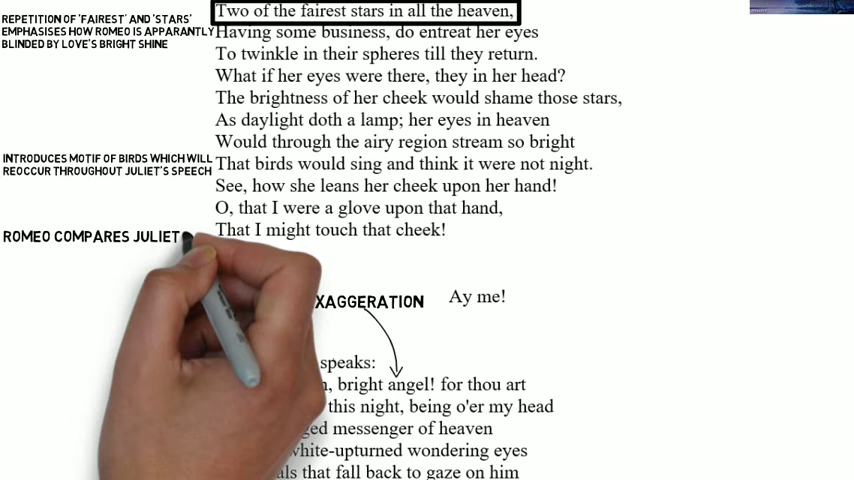 Two of the fairest stars in all the heaven,
Having some business, do entreat her eyes
To twinkle in their spheres till they return.
What if her eyes were there, they in her head?
The brightness of her cheek would shame those stars,
As daylight doth a lamp; her eyes in heaven
Would through the airy region stream so bright
That birds would sing and think it were not night.
See, how she leans her cheek upon her hand!
O, that I were a glove upon that hand,
That I might touch that cheek!
REPETITION OF 'FAIREST' AND 'STARS'
EMPHASISES HOW ROMEO IS APPARANTLY
BLINDED BY LOVE'S BRIGHT SHINE
INTRODUCES MOTIF OF BIRDS WHICH WILL
REOCCUR THROUGHOUT JULIET'S SPEECH
ROMEO COMPARES JULIET
XAGGERATION
Ay me!
speaks:
bright angel! for thou art
this night, being o'er my head
ged messenger of heaven
white-upturned wondering eyes
als that fall back to gaze on him